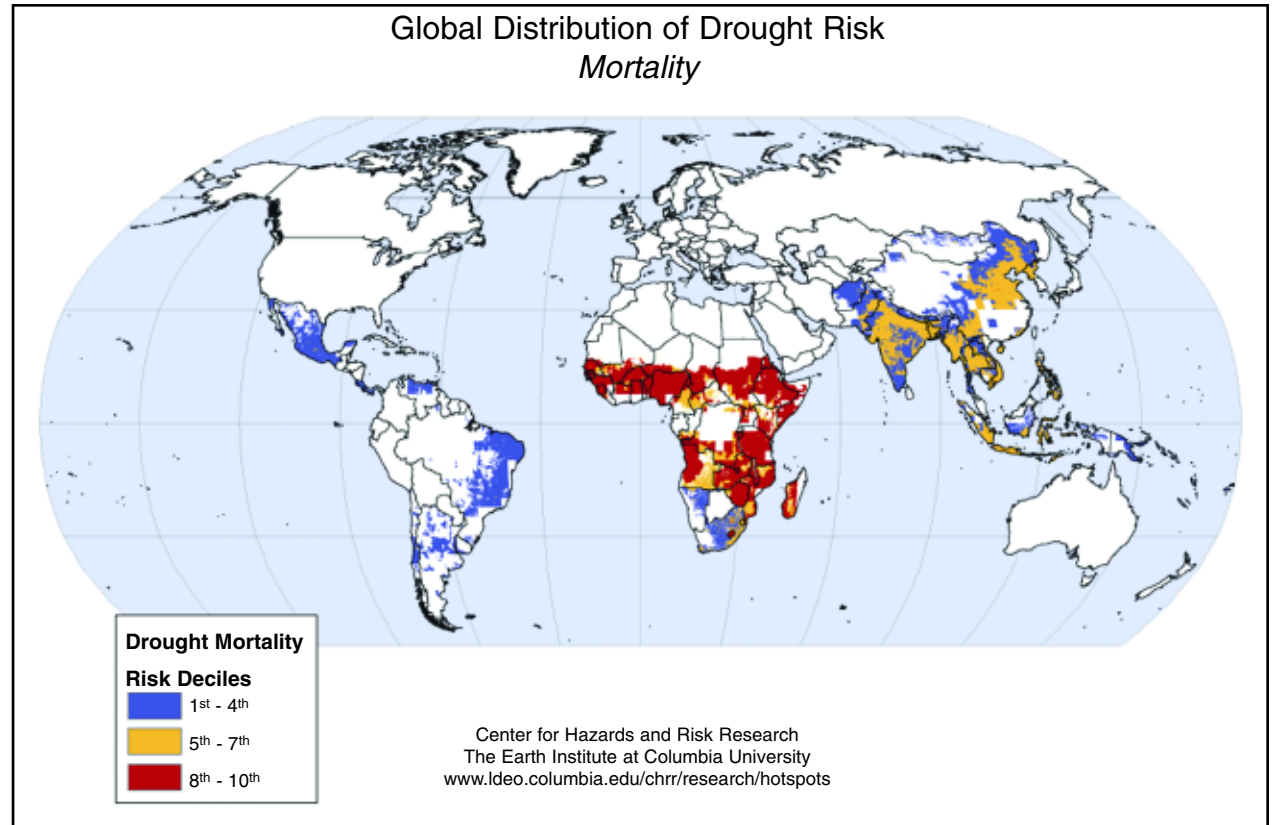 Global Distribution of Drought Risk
Mortality
Drought Mortality
Risk Deciles
1st - 4th
5th - 7th
8th - 10th
Center for Hazards and Risk Research
The Earth Institute at Columbia University
www.ldeo.columbia.edu/chrr/research/hotspots